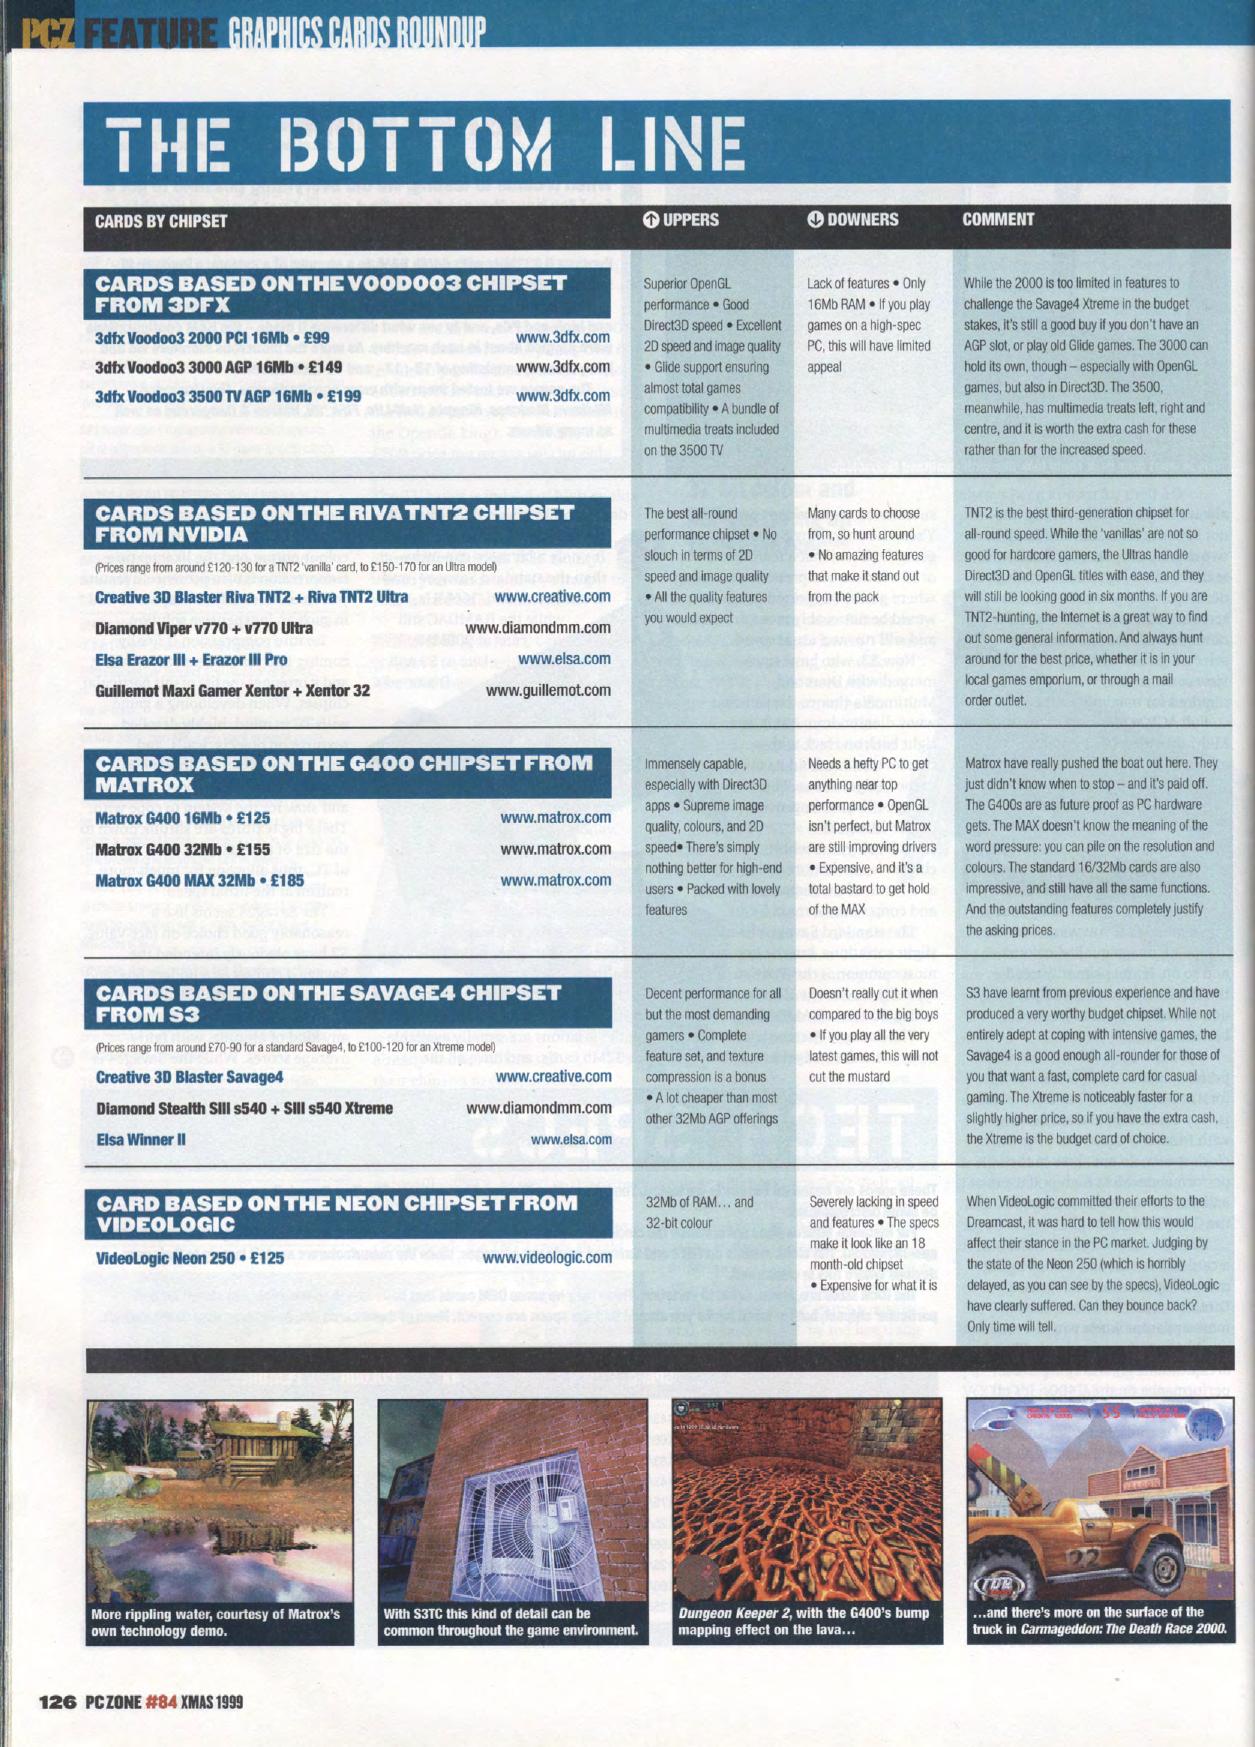 PCZ FEATURE GRAPHICS CARDS ROUNDUP
THE BOTTOM LINE
CARDS BY CHIPSET
UPPERS
DOWNERS
COMMENT
CARDS BASED ON THE VOODOO3 CHIPSET
FROM 3DFX
3dfx Voodoo3 2000 PCI 16Mb • £99 www.3dfx.com
3dfx Voodoo3 3000 AGP 16Mb • £149 www.3dfx.com
3dfx Voodoo3 3500 TV AGP 16Mb • £199 www.3dfx.com
Superior OpenGL
performance • Good
Direct3D speed • Excellent
2D speed and image quality
• Glide support ensuring
almost total games
compatibility • A bundle of
multimedia treats included
on the 3500 TV
Lack of features • Only
16Mb RAM • If you play
games on a high-spec
PC, this will have limited
appeal
While the 2000 is too limited in features to
challenge the Savage4 Xtreme in the budget
stakes, it's still a good buy if you don't have an
AGP slot, or play old Glide games. The 3000 can
hold its own, though – especially with OpenGL
games, but also in Direct3D. The 3500,
meanwhile, has multimedia treats left, right and
centre, and it is worth the extra cash for these
rather than for the increased speed.
CARDS BASED ON THE RIVA TNT2 CHIPSET
FROM NVIDIA
(Prices range from around £120-130 for a TNT2 'vanilla' card, to £150-170 for an Ultra model)
Creative 3D Blaster Riva TNT2 + Riva TNT2 Ultra www.creative.com
Diamond Viper v770 + v770 Ultra www.diamondmm.com
Elsa Erazor III + Erazor III Pro www.elsa.com
Guillemot Maxi Gamer Xentor + Xentor 32 www.guillemot.com
The best all-round
performance chipset • No
slouch in terms of 2D
speed and image quality
• All the quality features
you would expect
Many cards to choose
from, so hunt around
• No amazing features
that make it stand out
from the pack
TNT2 is the best third-generation chipset for
all-round speed. While the 'vanillas' are not so
good for hardcore gamers, the Ultras handle
Direct3D and OpenGL titles with ease, and they
will still be looking good in six months. If you are
TNT2-hunting, the Internet is a great way to find
out some general information. And always hunt
around for the best price, whether it is in your
local games emporium, or through a mail
order outlet.
CARDS BASED ON THE G400 CHIPSET FROM
MATROX
Matrox G400 16Mb • £125 www.matrox.com
Matrox G400 32Mb • £155 www.matrox.com
Matrox G400 MAX 32Mb • £185 www.matrox.com
Immensely capable,
especially with Direct3D
apps • Supreme image
quality, colours, and 2D
speed• There's simply
nothing better for high-end
users • Packed with lovely
features
Needs a hefty PC to get
anything near top
performance • OpenGL
isn't perfect, but Matrox
are still improving drivers
• Expensive, and it's a
total bastard to get hold
of the MAX
Matrox have really pushed the boat out here. They
just didn't know when to stop – and it's paid off.
The G400s are as future proof as PC hardware
gets. The MAX doesn't know the meaning of the
word pressure: you can pile on the resolution and
colours. The standard 16/32Mb cards are also
impressive, and still have all the same functions.
And the outstanding features completely justify
the asking prices.
CARDS BASED ON THE SAVAGE4 CHIPSET
FROM S3
(Prices range from around £70-90 for a standard Savage4, to £100-120 for an Xtreme model)
Creative 3D Blaster Savage4 www.creative.com
Diamond Stealth SIII s540 + SIII s540 Xtreme www.diamondmm.com
Elsa Winner II www.elsa.com
Decent performance for all
but the most demanding
gamers • Complete
feature set, and texture
compression is a bonus
• A lot cheaper than most
other 32Mb AGP offerings
Doesn't really cut it when
compared to the big boys
• If you play all the very
latest games, this will not
cut the mustard
S3 have learnt from previous experience and have
produced a very worthy budget chipset. While not
entirely adept at coping with intensive games, the
Savage4 is a good enough all-rounder for those of
you that want a fast, complete card for casual
gaming. The Xtreme is noticeably faster for a
slightly higher price, so if you have the extra cash,
the Xtreme is the budget card of choice.
CARD BASED ON THE NEON CHIPSET FROM
VIDEOLOGIC
VideoLogic Neon 250 • £125 www.videologic.com
32Mb of RAM... and
32-bit colour
Severely lacking in speed
and features • The specs
make it look like an 18
month-old chipset
• Expensive for what it is
When VideoLogic committed their efforts to the
Dreamcast, it was hard to tell how this would
affect their stance in the PC market. Judging by
the state of the Neon 250 (which is horribly
delayed, as you can see by the specs), VideoLogic
have clearly suffered. Can they bounce back?
Only time will tell.
55
22
More rippling water, courtesy of Matrox's
own technology demo.
With S3TC this kind of detail can be
common throughout the game environment.
Dungeon Keeper 2, with the G400's bump
mapping effect on the lava...
...and there's more on the surface of the
truck in Carmageddon: The Death Race 2000.
126 PC ZONE #84 XMAS 1999